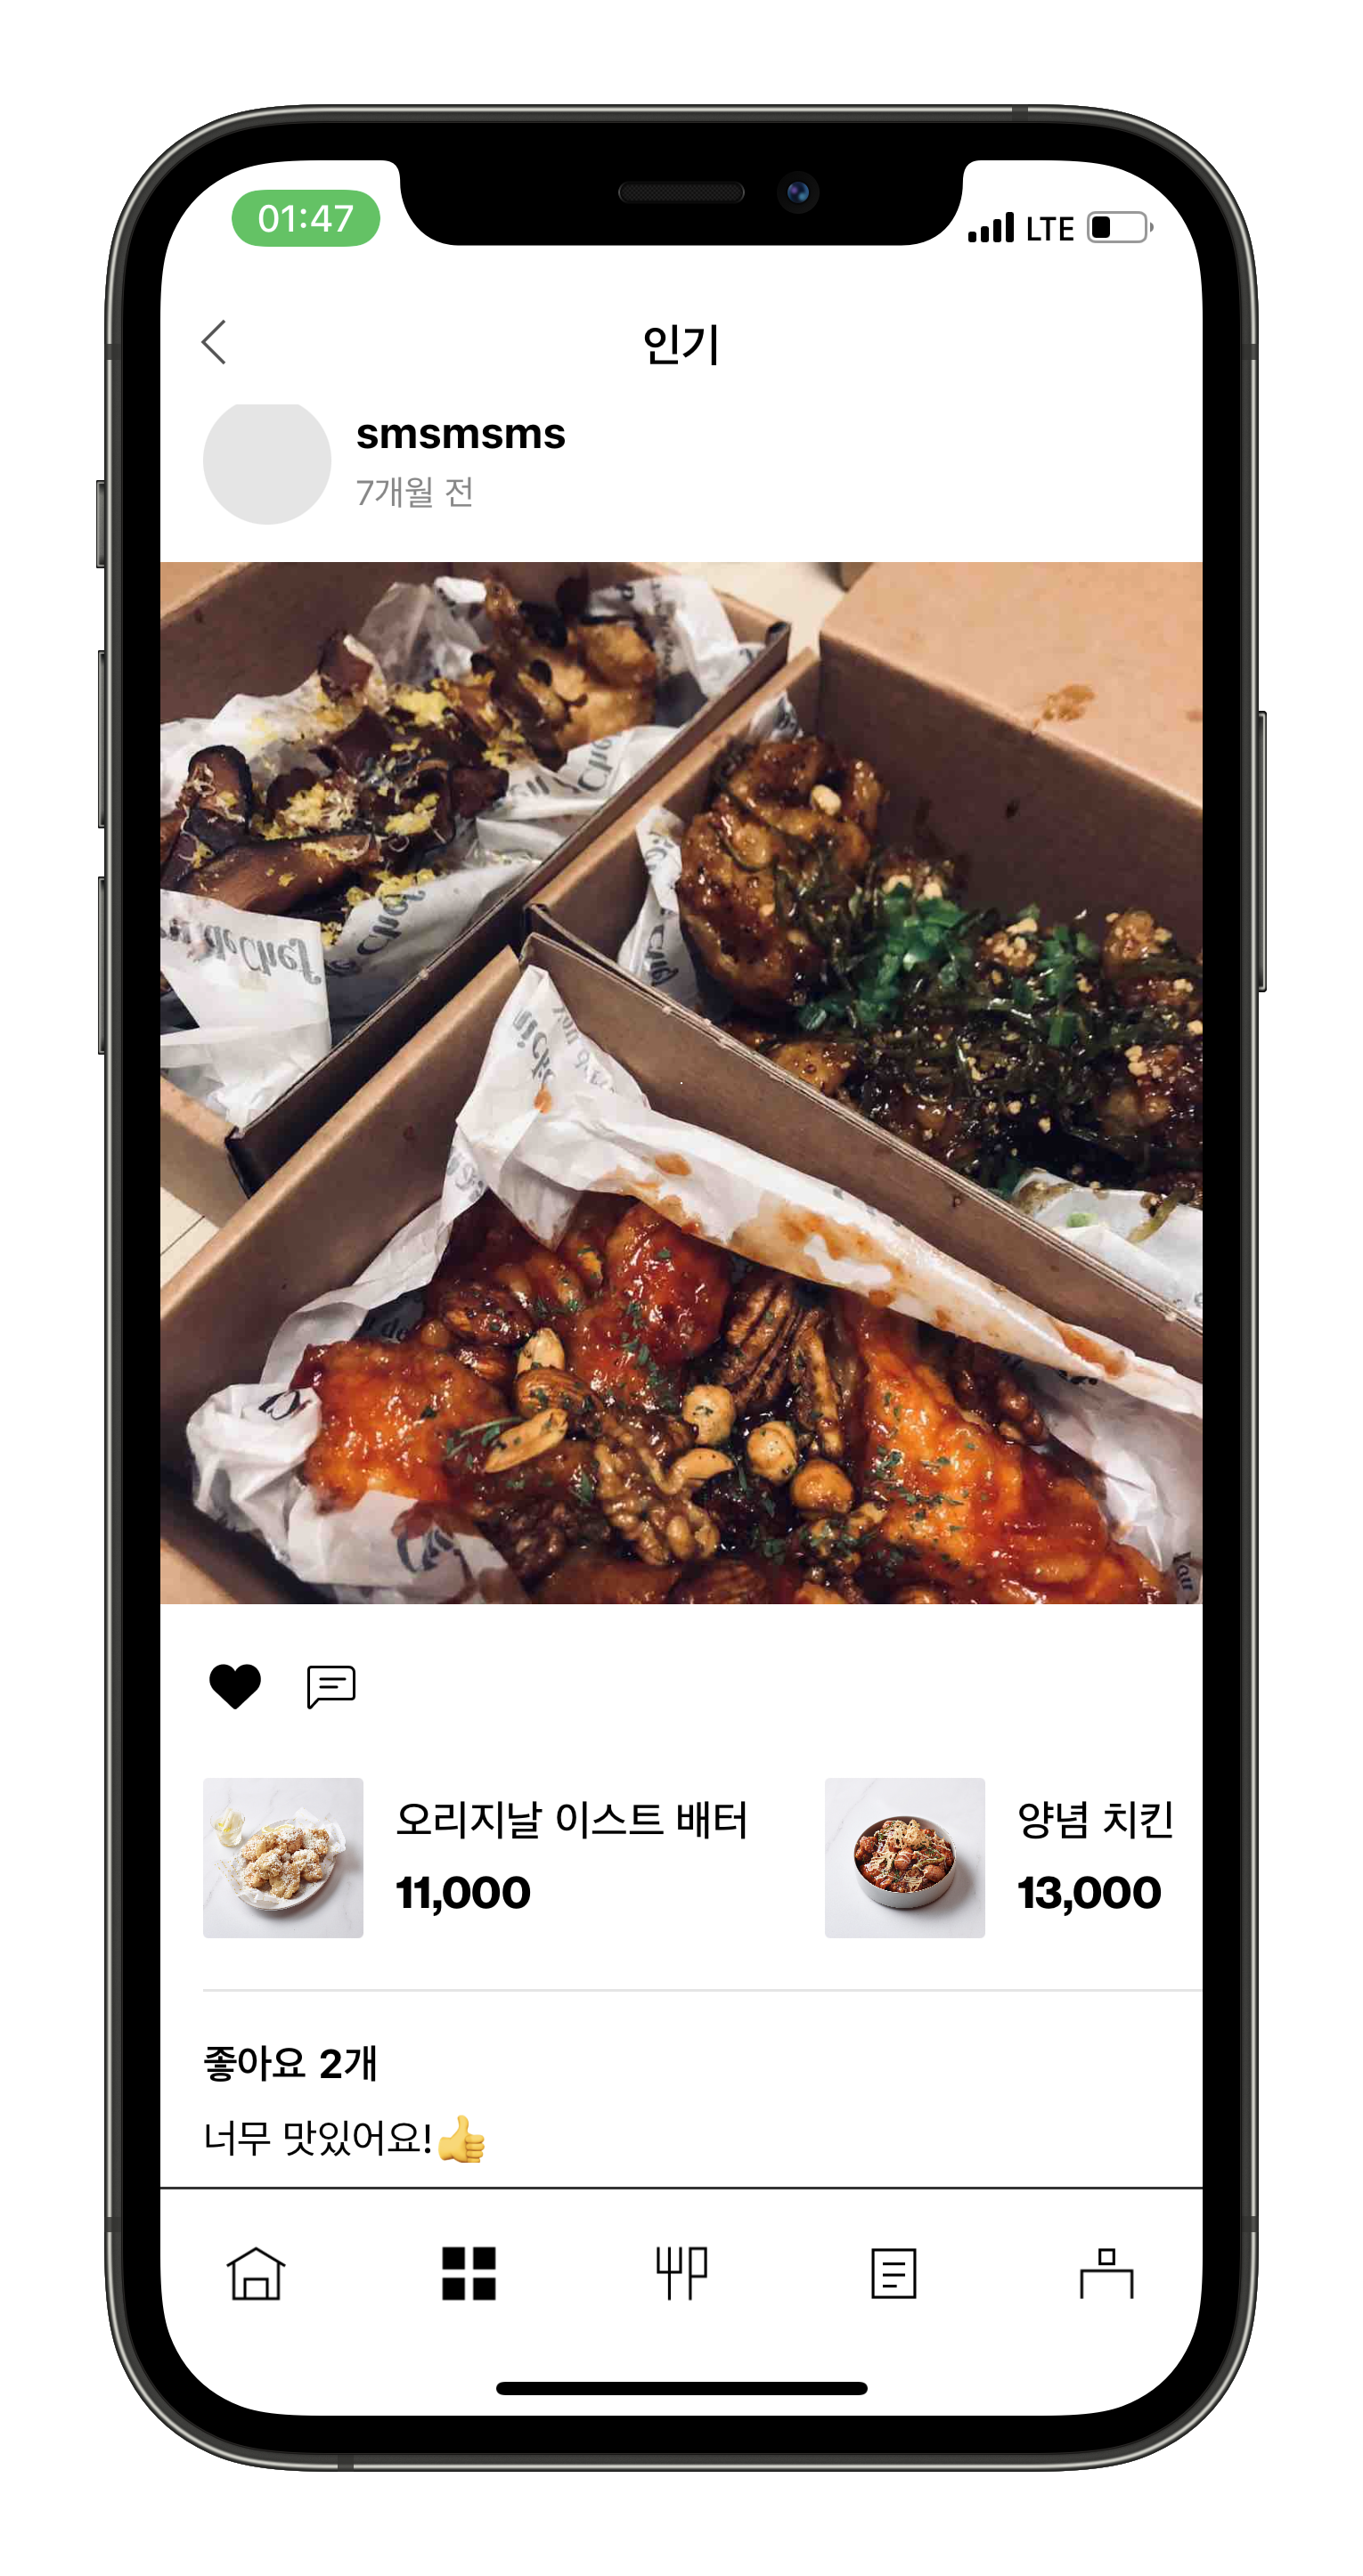 01:47
LTE
인기
smsmsms
7개월 전
deChef
오리지날 이스트 배터
11,000
양념 치킨
13,000
좋아요 2개
너무 맛있어요!👍